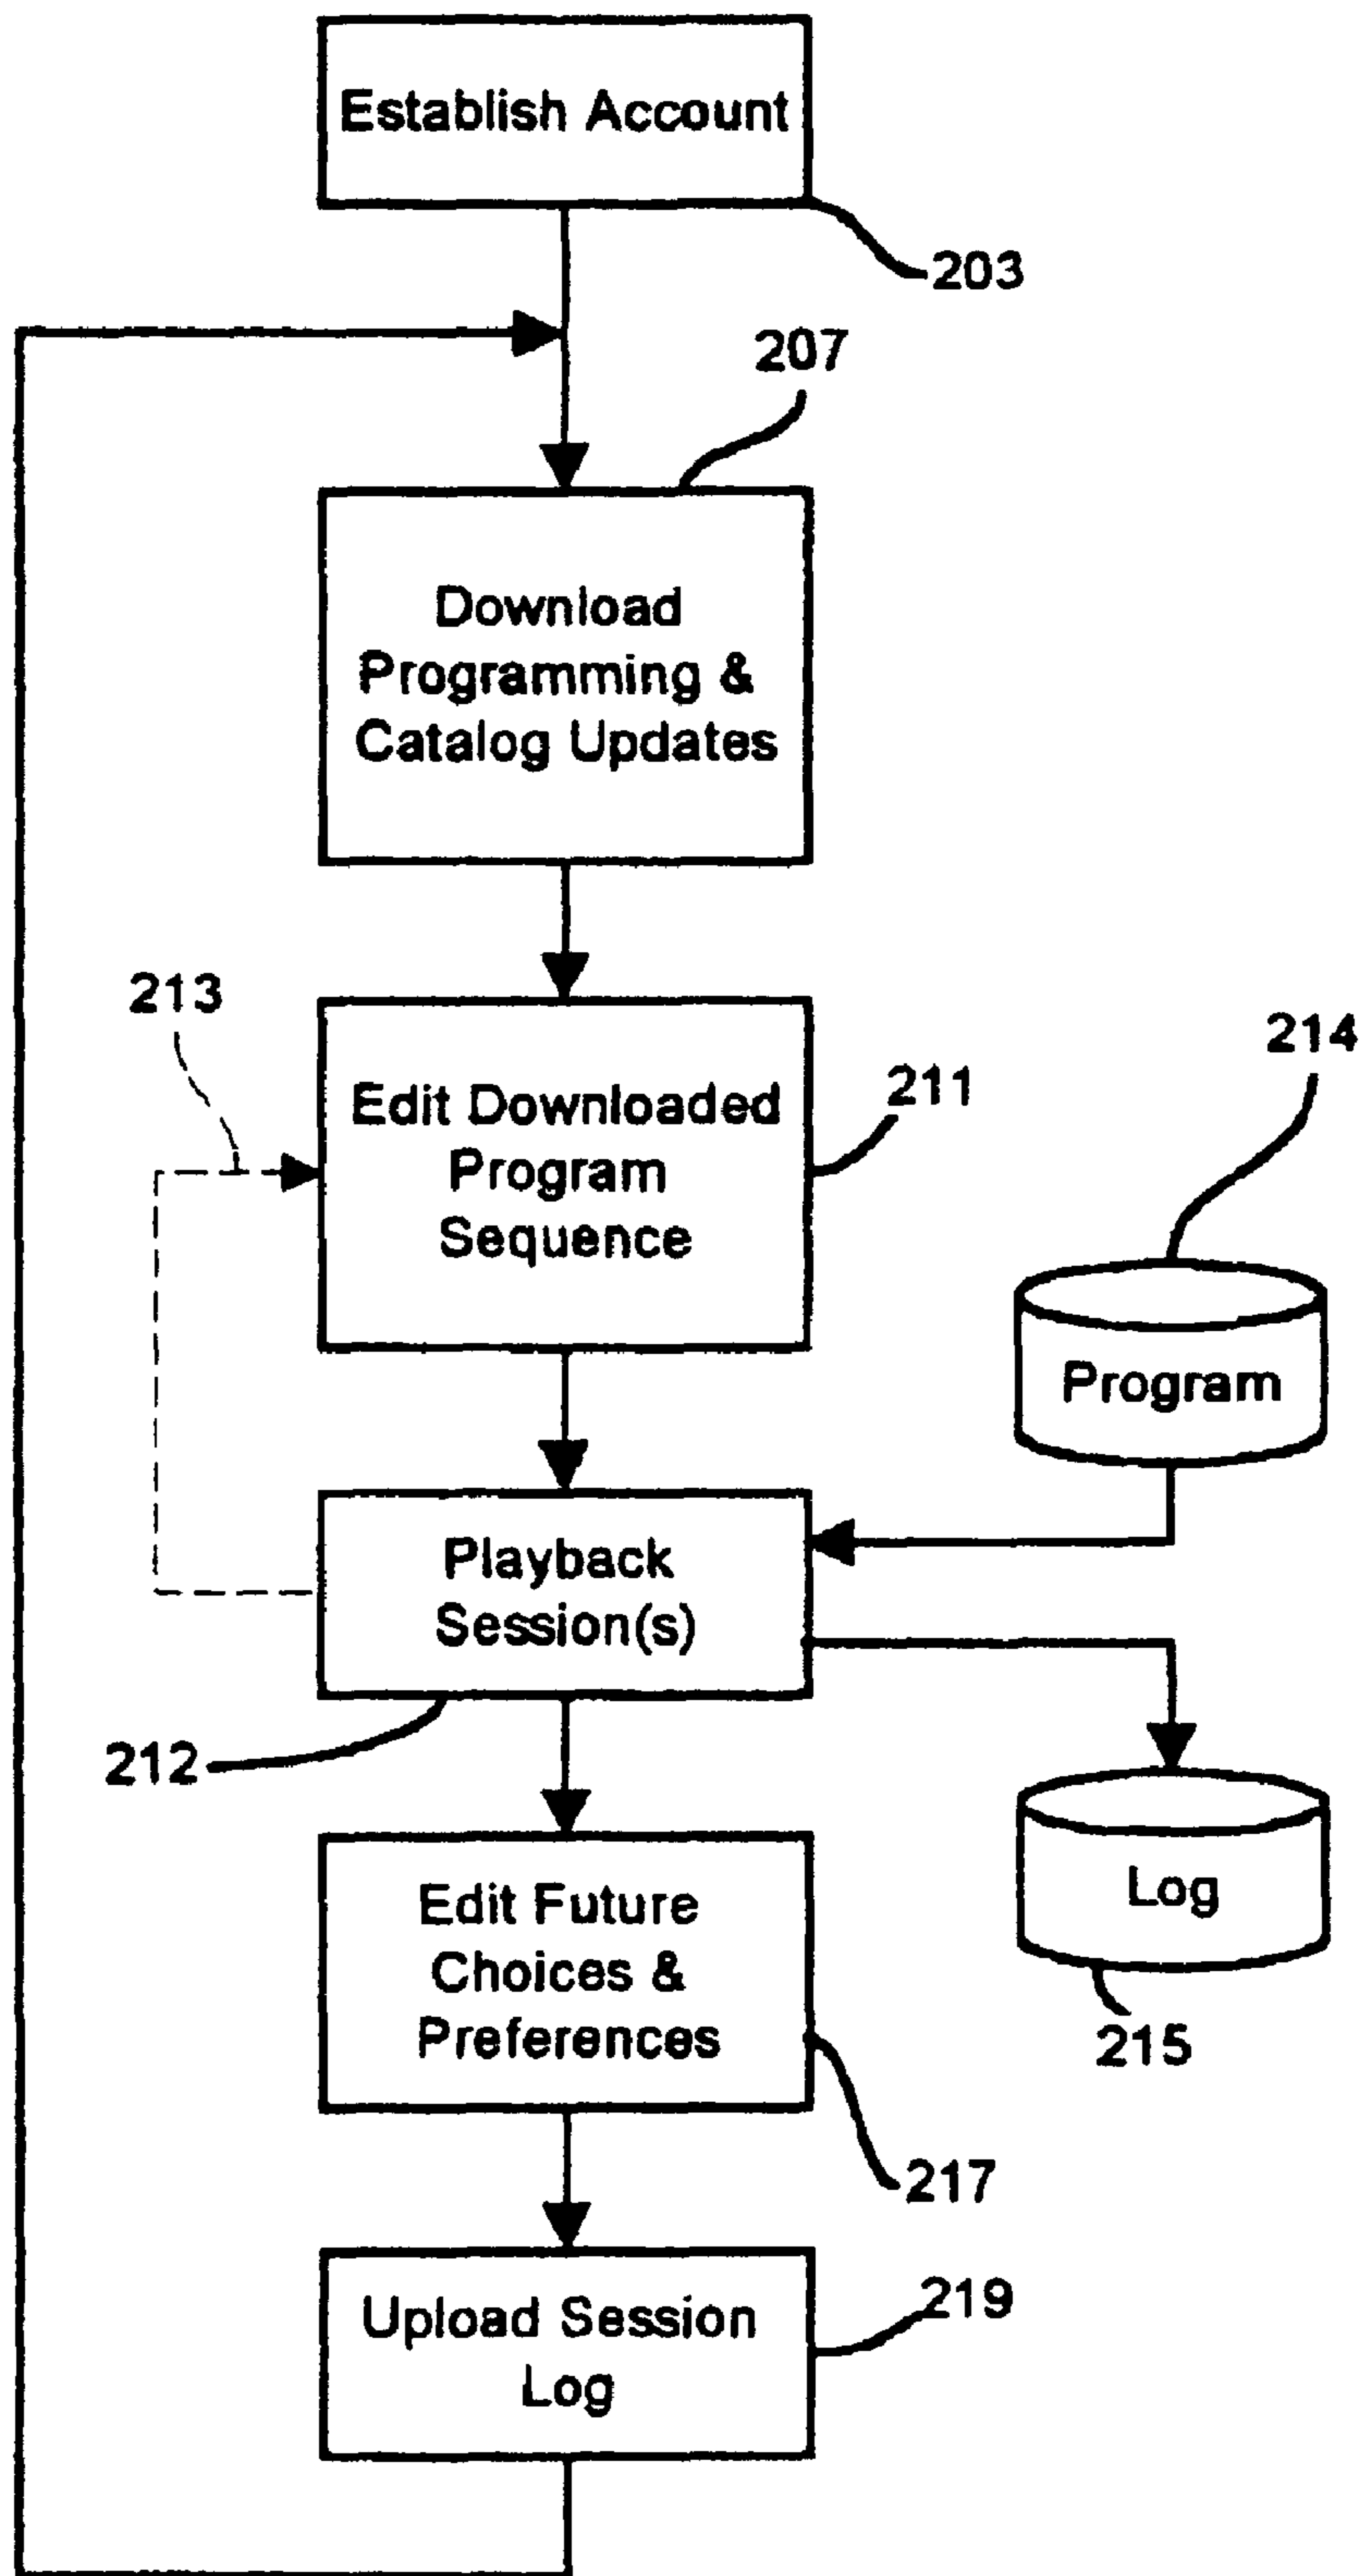 Establish Account
203
207
Download
Programming &
Catalog Updates
213
214
Edit Downloaded
Program
Sequence
211
Program
Playback
Session(s)
212
Log
215
Edit Future
Choices &
Preferences
217
Upload Session
Log
219